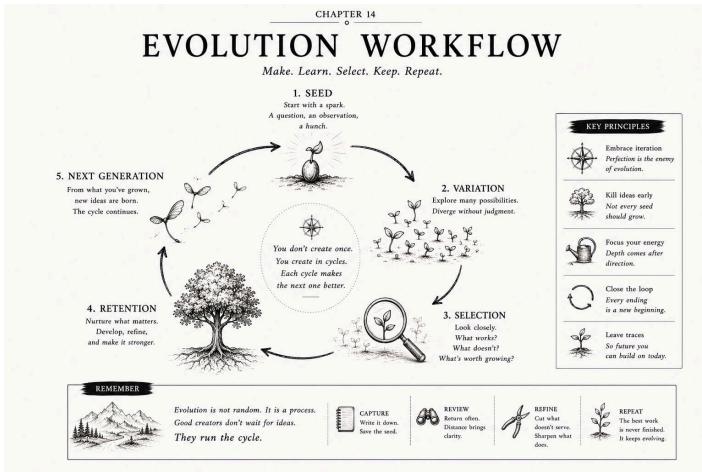 CHAPTER 14
EVOLUTION WORKFLOW
Make. Learn. Select. Keep. Repeat.
1. SEED
Start with a spark.
A question, an observation,
a hunch.
2. VARIATION
Explore many possibilities.
Diverge without judgment.
3. SELECTION
Look closely.
What works?
What doesn't?
What's worth growing?
4. RETENTION
Nurture what matters.
Develop, refine,
and make it stronger.
5. NEXT GENERATION
From what you've grown,
new ideas are born.
The cycle continues.
You don't create once.
You create in cycles.
Each cycle makes
the next one better.
KEY PRINCIPLES
Embrace iteration
Perfection is the enemy
of evolution.
Kill ideas early
Not every seed
should grow.
Focus your energy
Depth comes after
direction.
Close the loop
Every ending
is a new beginning.
Leave traces
So future you
can build on today.
REMEMBER
Evolution is not random. It is a process.
Good creators don't wait for ideas.
They run the cycle.
CAPTURE
Write it down.
Save the seed.
REVIEW
Return often.
Distance brings
clarity.
REFINE
Cut what
doesn't serve.
Sharpen what
does.
REPEAT
The best work
is never finished.
It keeps evolving.